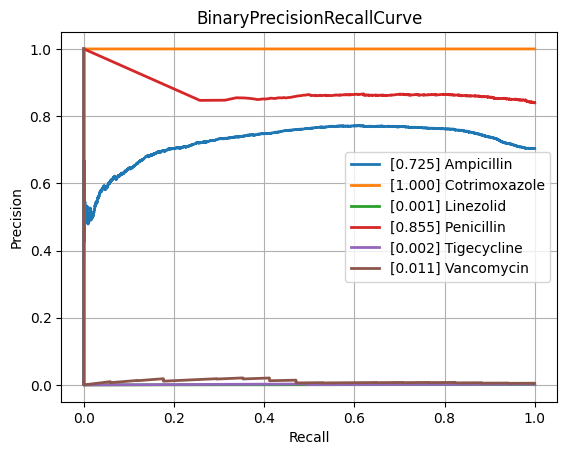 BinaryPrecisionRecallCurve
1.0
0.8
0.6
0.4
0.2
0.0
Precision
[0.725] Ampicillin
[1.000] Cotrimoxazole
[0.001] Linezolid
[0.855] Penicillin
[0.002] Tigecycline
[0.011] Vancomycin
0.0 0.2 0.4 0.6 0.8 1.0
Recall